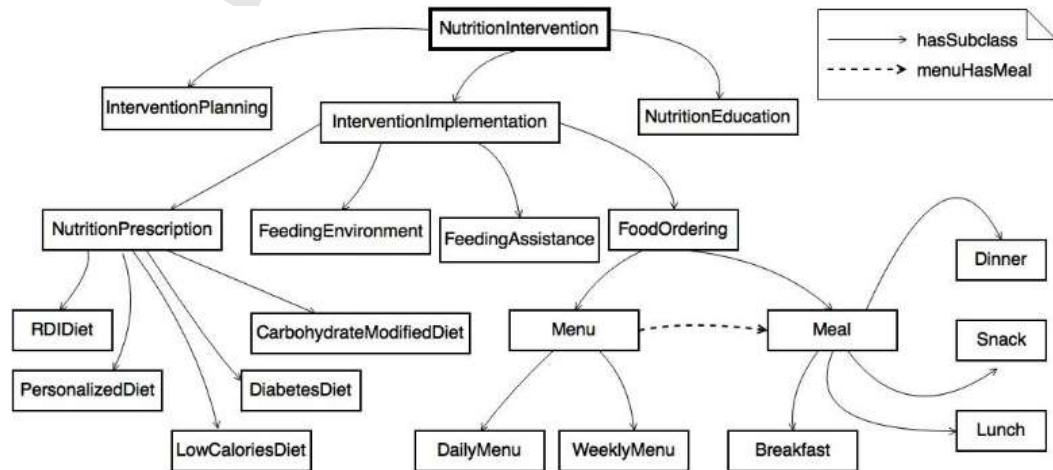 NutritionIntervention
hasSubclass
menuHasMeal
InterventionPlanning
InterventionImplementation
NutritionEducation
NutritionPrescription
FeedingEnvironment
FeedingAssistance
FoodOrdering
Dinner
RDIDiet
CarbohydrateModifiedDiet
Menu
Meal
Snack
PersonalizedDiet
DiabetesDiet
LowCaloriesDiet
DailyMenu
WeeklyMenu
Breakfast
Lunch